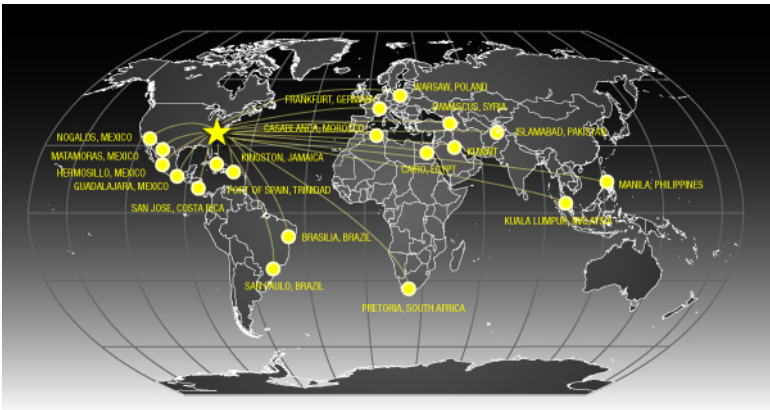 WARSAW, POLAND
FRANKFURT, GERMANY
DAMASCUS, SYRIA
CASABLANCA, MOROSCO
ISLAMABAD, PAKISTAN
NOGALOS, MEXICO
MATAMORAS, MEXICO
KINGSTON, JAMAICA
KUWAIT
HERMOSILLO, MEXICO
CAIRO, EGYPT
GUADALAJARA, MEXICO
PORT OF SPAIN, TRINIDAD
MANILA, PHILIPPINES
SAN JOSE, COSTA RICA
KUALA LUMPUR, MALAYSIA
BRASILIA, BRAZIL
SAN PAULO, BRAZIL
PRETORIA, SOUTH AFRICA